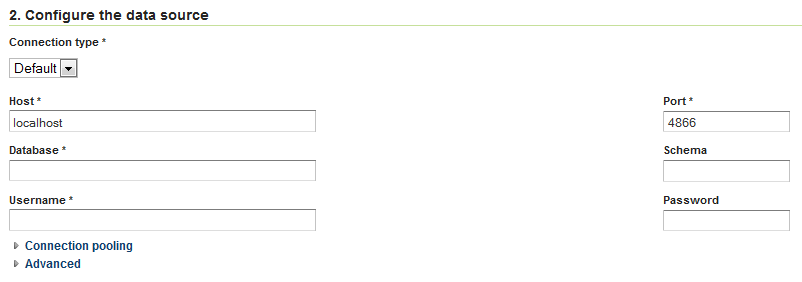 2. Configure the data source
Connection type *
Default
Host * Port *
localhost 4866
Database * Schema
Username * Password
Connection pooling
Advanced